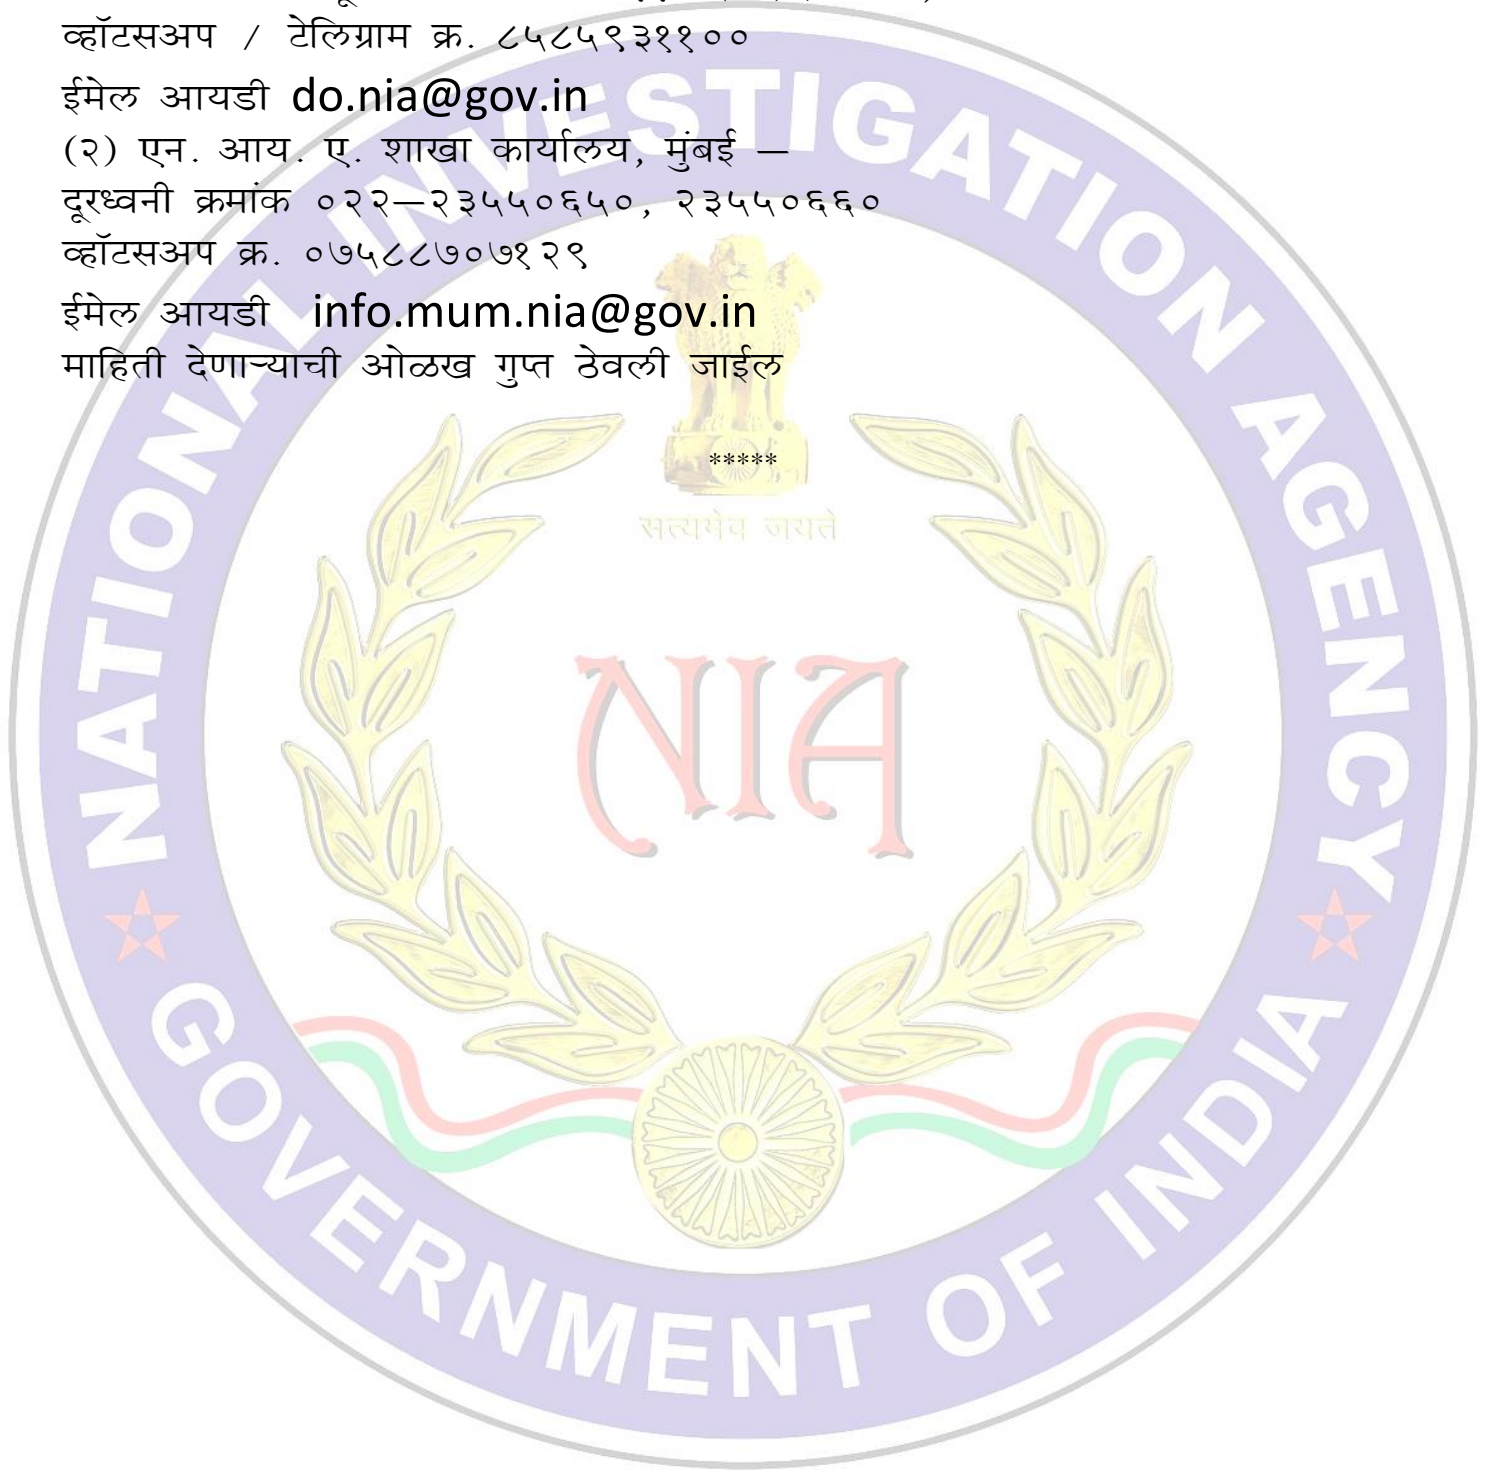 व्हॉटसअप / टेलिग्राम क्र. ८५८५९३११००
ईमेल आयडी do.nia@gov.in
(२) एन. आय. ए. शाखा कार्यालय, मुंबई —
दूरध्वनी क्रमांक ०२२—२३५५०६५०, २३५५०६६०
व्हॉटसअप क्र. ०७५८८७०७१२९
ईमेल आयडी info.mum.nia@gov.in
माहिती देणाऱ्याची ओळख गुप्त ठेवली जाईल
*****
सत्यमेव जयते
NIA
NATIONAL INVESTIGATION AGENCY
GOVERNMENT OF INDIA